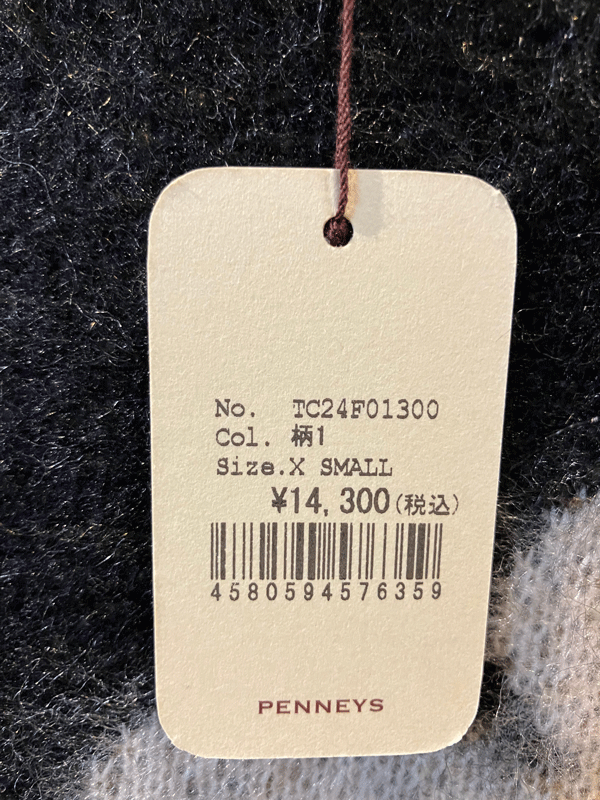 No. TC24F01300
Col. 柄1
Size.X SMALL
¥14,300(税込)
4580594576359
PENNEYS